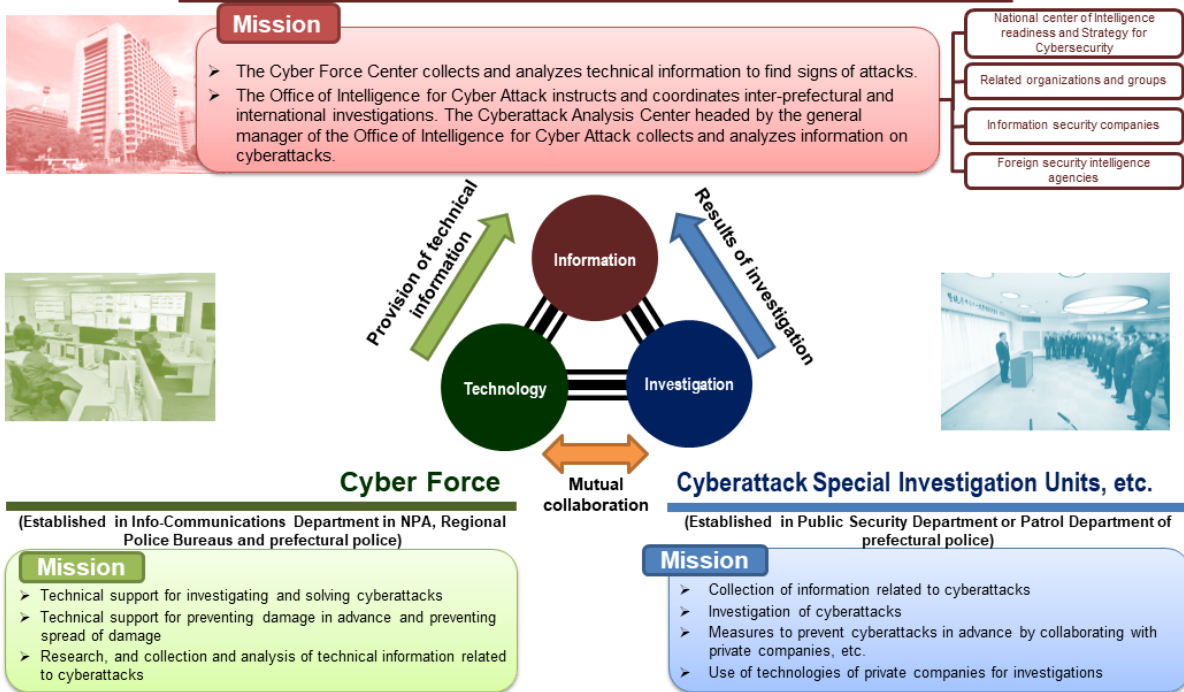 Mission
➢ The Cyber Force Center collects and analyzes technical information to find signs of attacks.
➢ The Office of Intelligence for Cyber Attack instructs and coordinates inter-prefectural and
international investigations. The Cyberattack Analysis Center headed by the general
manager of the Office of Intelligence for Cyber Attack collects and analyzes information on
cyberattacks.
National center of Intelligence
readiness and Strategy for
Cybersecurity
Related organizations and groups
Information security companies
Foreign security intelligence
agencies
Provision of technical
information
Results of investigation
Information
Technology
Investigation
Mutual
collaboration
Cyber Force
(Established in Info-Communications Department in NPA, Regional
Police Bureaus and prefectural police)
Mission
➢ Technical support for investigating and solving cyberattacks
➢ Technical support for preventing damage in advance and preventing
spread of damage
➢ Research, and collection and analysis of technical information related
to cyberattacks
Cyberattack Special Investigation Units, etc.
(Established in Public Security Department or Patrol Department of
prefectural police)
Mission
➢ Collection of information related to cyberattacks
➢ Investigation of cyberattacks
➢ Measures to prevent cyberattacks in advance by collaborating with
private companies, etc.
➢ Use of technologies of private companies for investigations